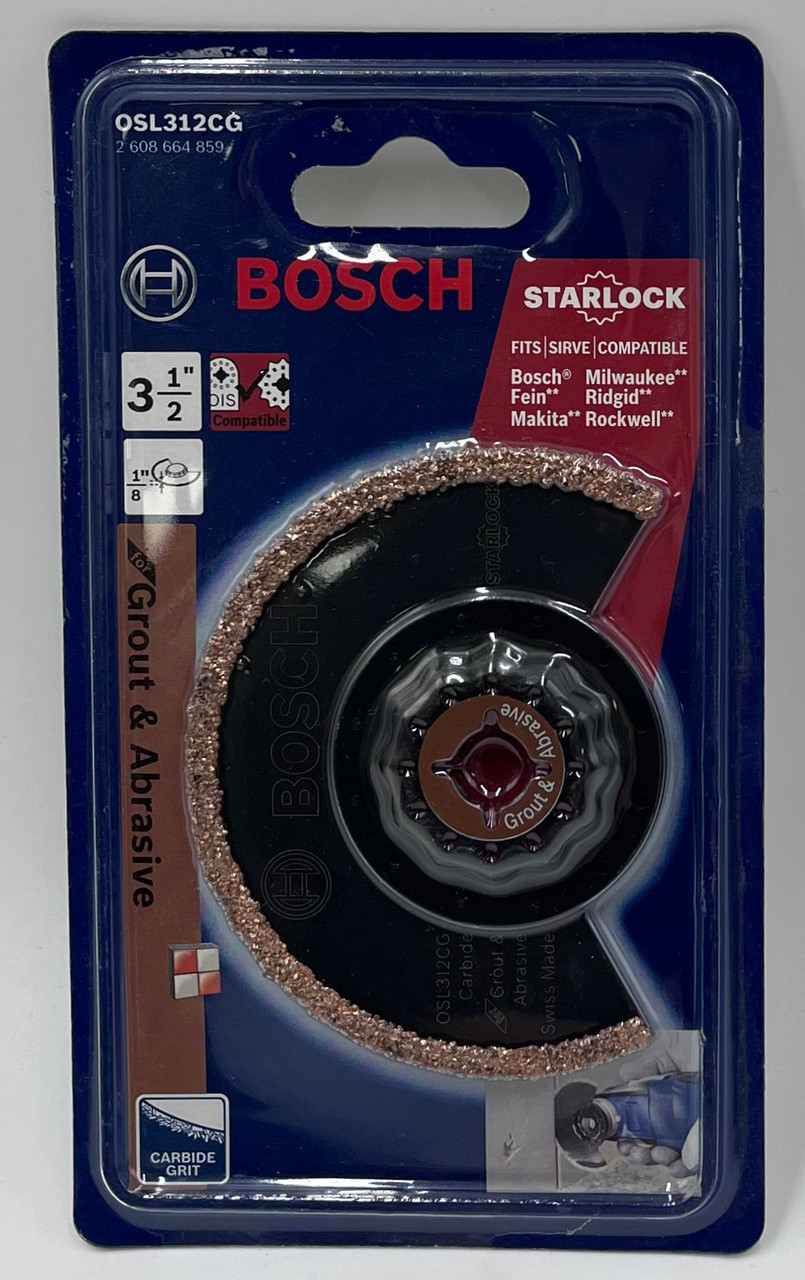 OSL312CG
2 608 664 859
BOSCH
STARLOCK
FITS|SIRVE|COMPATIBLE
Bosch® Milwaukee**
Fein** Ridgid**
Makita** Rockwell**
3 1/2"
OIS
Compatible
1/8"
for Grout & Abrasive
STARLOCK
BOSCH
Grout & Abrasive
OSL312CG
Carbide
for Grout &
Abrasive
Swiss Made
CARBIDE
GRIT